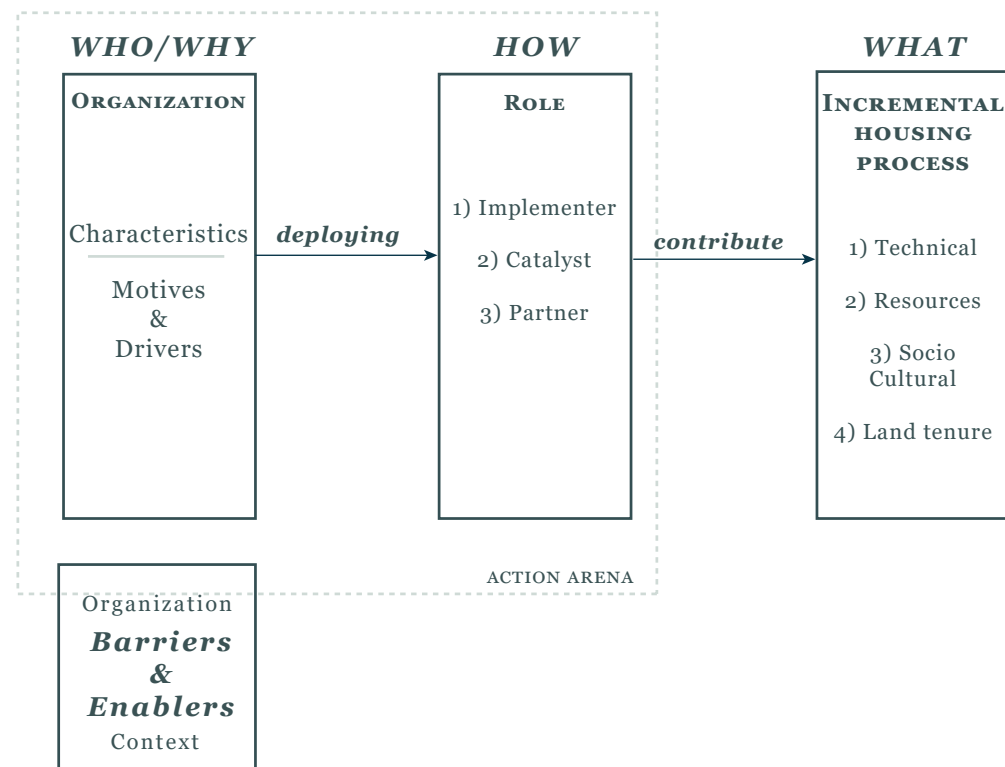 WHO/WHY
HOW
WHAT
ORGANIZATION
Characteristics
Motives
&
Drivers
deploying
ROLE
1) Implementer
2) Catalyst
3) Partner
contribute
INCREMENTAL
HOUSING
PROCESS
1) Technical
2) Resources
3) Socio
Cultural
4) Land tenure
ACTION ARENA
Organization
Barriers
&
Enablers
Context